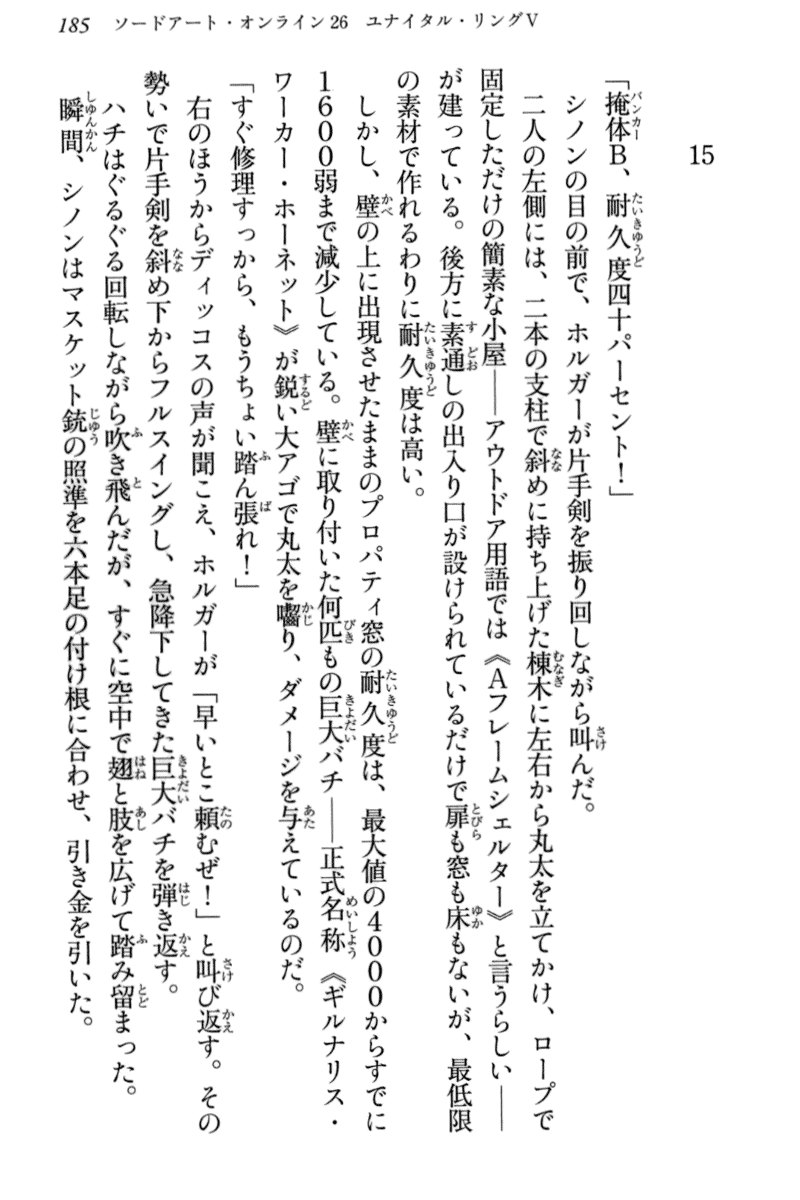 185　ソードアート・オンライン26　ユナイタル・リングⅤ
15
「掩体B、耐久度四十パーセント！」
　シノンの目の前で、ホルガーが片手剣を振り回しながら叫んだ。
　二人の左側には、二本の支柱で斜めに持ち上げた棟木に左右から丸太を立てかけ、ロープで
固定しただけの簡素な小屋――アウトドア用語では《Aフレームシェルター》と言うらしい――
が建っている。後方に素通しの出入り口が設けられているだけで扉も窓も床もないが、最低限
の素材で作れるわりに耐久度は高い。
　しかし、壁の上に出現させたままのプロパティ窓の耐久度は、最大値の4000からすでに
1600弱まで減少している。壁に取り付いた何匹もの巨大バチ――正式名称《ギルナリス・
ワーカー・ホーネット》が鋭い大アゴで丸太を囓り、ダメージを与えているのだ。
「すぐ修理すっから、もうちょい踏ん張れ！」
　右のほうからディッコスの声が聞こえ、ホルガーが「早いとこ頼むぜ！」と叫び返す。その
勢いで片手剣を斜め下からフルスイングし、急降下してきた巨大バチを弾き返す。
　ハチはぐるぐる回転しながら吹き飛んだが、すぐに空中で翅と肢を広げて踏み留まった。
瞬間、シノンはマスケット銃の照準を六本足の付け根に合わせ、引き金を引いた。